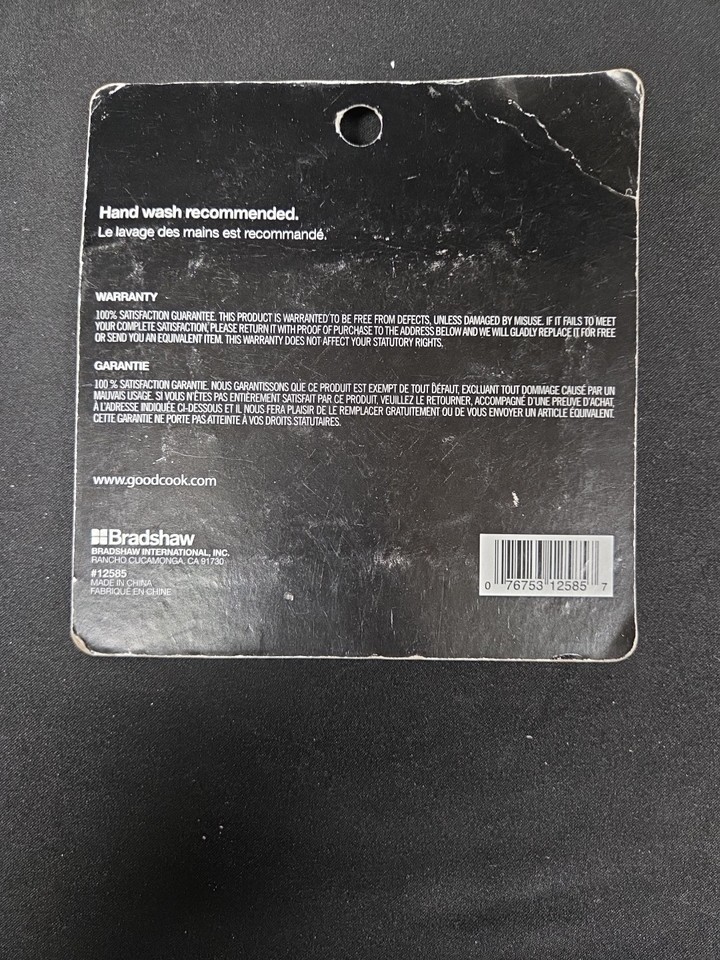 Hand wash recommended.
Le lavage des mains est recommandé.
WARRANTY
100% SATISFACTION GUARANTEE. THIS PRODUCT IS WARRANTED TO BE FREE FROM DEFECTS, UNLESS DAMAGED BY MISUSE. IF IT FAILS TO MEET
YOUR COMPLETE SATISFACTION, PLEASE RETURN IT WITH PROOF OF PURCHASE TO THE ADDRESS BELOW AND WE WILL GLADLY REPLACE IT FOR FREE
OR SEND YOU AN EQUIVALENT ITEM. THIS WARRANTY DOES NOT AFFECT YOUR STATUTORY RIGHTS.
GARANTIE
100 % SATISFACTION GARANTIE. NOUS GARANTISSONS QUE CE PRODUIT EST EXEMPT DE TOUT DÉFAUT, EXCLUANT TOUT DOMMAGE CAUSÉ PAR UN
MAUVAIS USAGE. SI VOUS N'ÊTES PAS ENTIÈREMENT SATISFAIT PAR CE PRODUIT, VEUILLEZ LE RETOURNER, ACCOMPAGNÉ D'UNE PREUVE D'ACHAT,
À L'ADRESSE INDIQUÉE CI-DESSOUS ET IL NOUS FERA PLAISIR DE LE REMPLACER GRATUITEMENT OU DE VOUS ENVOYER UN ARTICLE ÉQUIVALENT.
CETTE GARANTIE NE PORTE PAS ATTEINTE À VOS DROITS STATUTAIRES.
www.goodcook.com
Bradshaw
BRADSHAW INTERNATIONAL, INC.
RANCHO CUCAMONGA, CA 91730
#12585
MADE IN CHINA
FABRIQUÉ EN CHINE
0 76753 12585 7